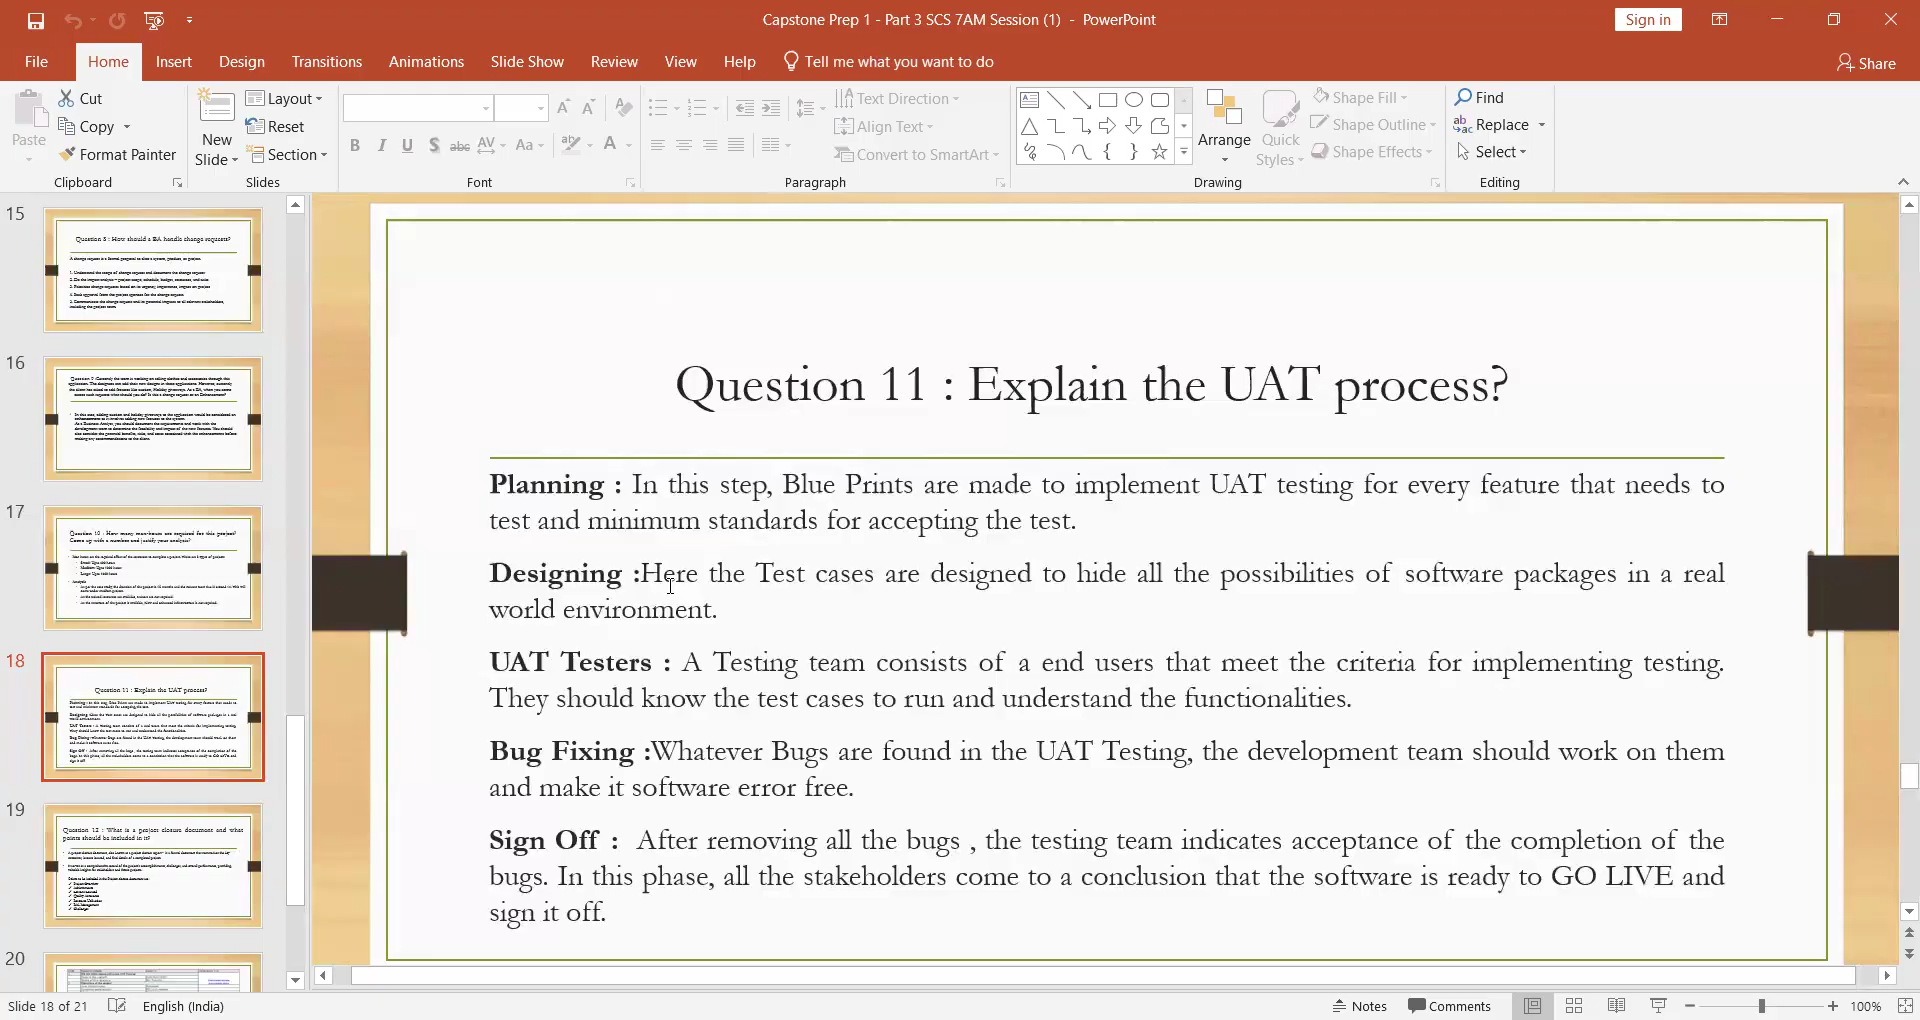 Capstone Prep 1 - Part 3 SCS 7AM Session (1) - PowerPoint
Sign in
File Home Insert Design Transitions Animations Slide Show Review View Help Tell me what you want to do Share
Paste
Cut
Copy
Format Painter
Clipboard
New Slide
Layout
Reset
Section
Slides
B I U S abc AV Aa A
Font
Text Direction
Align Text
Convert to SmartArt
Paragraph
Arrange
Quick Styles
Shape Fill
Shape Outline
Shape Effects
Drawing
Find
Replace
Select
Editing
15
16
17
18
Question 11 : Explain the UAT process?
19
20
Question 11 : Explain the UAT process?
Planning : In this step, Blue Prints are made to implement UAT testing for every feature that needs to
test and minimum standards for accepting the test.
Designing :Here the Test cases are designed to hide all the possibilities of software packages in a real
world environment.
UAT Testers : A Testing team consists of a end users that meet the criteria for implementing testing.
They should know the test cases to run and understand the functionalities.
Bug Fixing :Whatever Bugs are found in the UAT Testing, the development team should work on them
and make it software error free.
Sign Off : After removing all the bugs , the testing team indicates acceptance of the completion of the
bugs. In this phase, all the stakeholders come to a conclusion that the software is ready to GO LIVE and
sign it off.
Slide 18 of 21 English (India) Notes Comments 100%